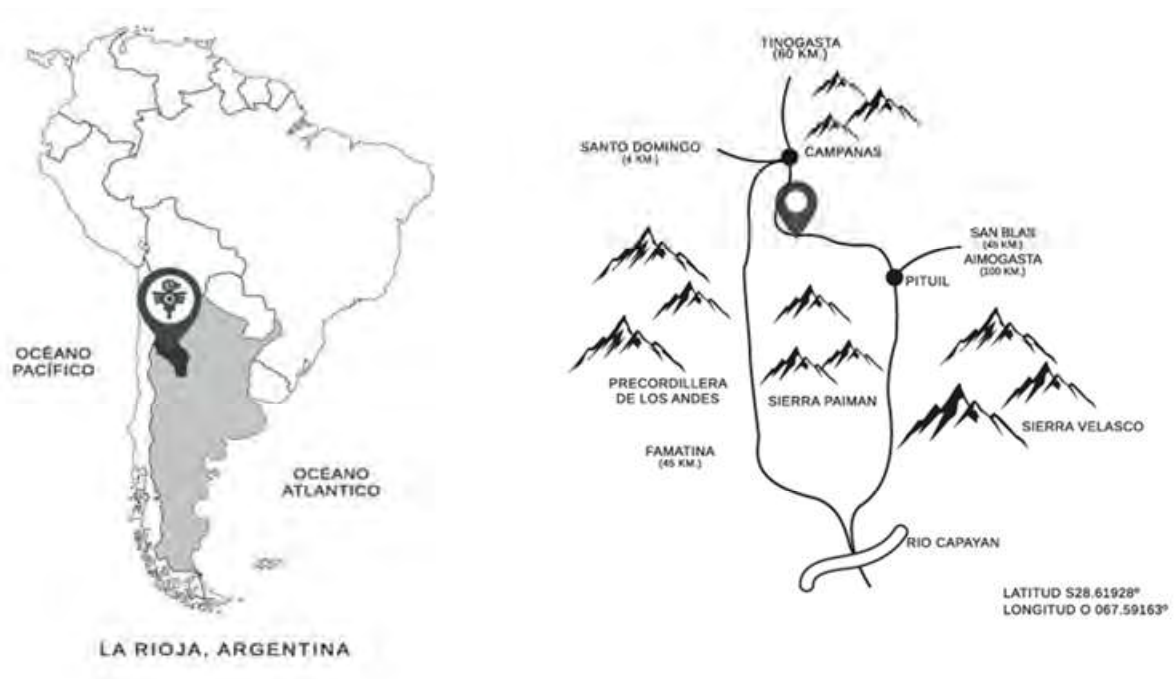 OCÉANO
PACÍFICO
OCÉANO
ATLANTICO
LA RIOJA, ARGENTINA
TINOGASTA
(60 KM.)
SANTO DOMINGO
(4 KM.)
CAMPANAS
SAN BLAS
(45 KM.)
AIMOGASTA
(100 KM.)
PITUIL
PRECORDILLERA
DE LOS ANDES
SIERRA PAIMAN
SIERRA VELASCO
FAMATINA
(45 KM.)
RIO CAPAYAN
LATITUD S28.61928º
LONGITUD O 067.59163º